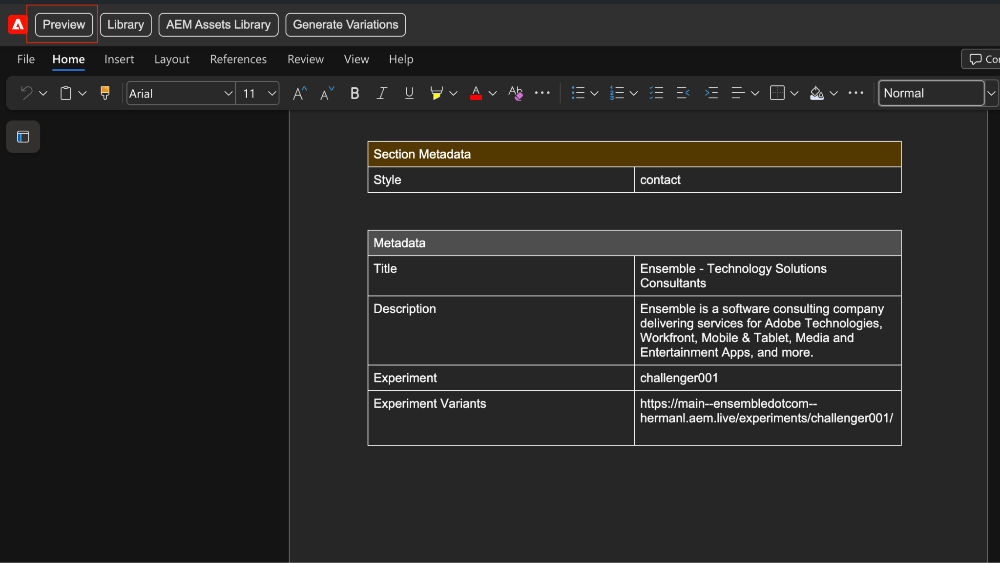 Preview Library AEM Assets Library Generate Variations
File Home Insert Layout References Review View Help
Arial 11 Normal
Section Metadata
Style contact
Metadata
Title Ensemble - Technology Solutions
Consultants
Description Ensemble is a software consulting company
delivering services for Adobe Technologies,
Workfront, Mobile & Tablet, Media and
Entertainment Apps, and more.
Experiment challenger001
Experiment Variants https://main--ensembledotcom--
hermanl.aem.live/experiments/challenger001/